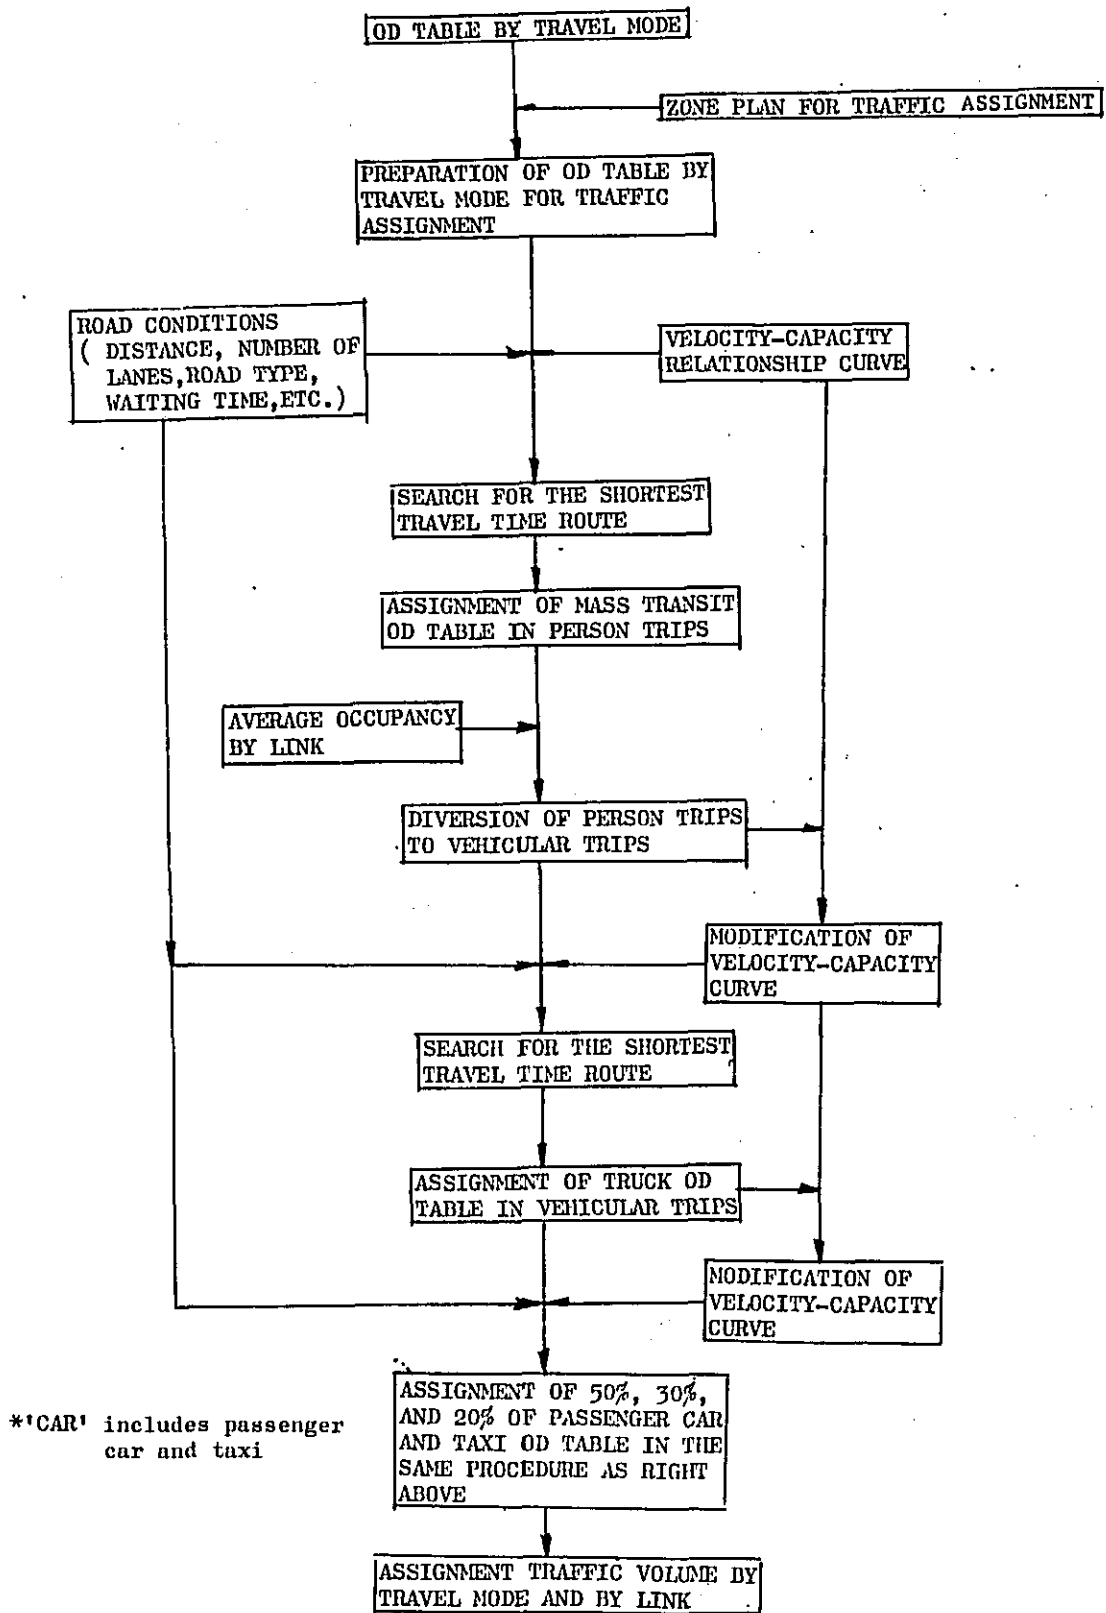 OD TABLE BY TRAVEL MODE
ZONE PLAN FOR TRAFFIC ASSIGNMENT
PREPARATION OF OD TABLE BY
TRAVEL MODE FOR TRAFFIC
ASSIGNMENT
ROAD CONDITIONS
( DISTANCE, NUMBER OF
LANES,ROAD TYPE,
WAITING TIME,ETC.)
VELOCITY-CAPACITY
RELATIONSHIP CURVE
SEARCH FOR THE SHORTEST
TRAVEL TIME ROUTE
ASSIGNMENT OF MASS TRANSIT
OD TABLE IN PERSON TRIPS
AVERAGE OCCUPANCY
BY LINK
DIVERSION OF PERSON TRIPS
TO VEHICULAR TRIPS
MODIFICATION OF
VELOCITY-CAPACITY
CURVE
SEARCH FOR THE SHORTEST
TRAVEL TIME ROUTE
ASSIGNMENT OF TRUCK OD
TABLE IN VEHICULAR TRIPS
MODIFICATION OF
VELOCITY-CAPACITY
CURVE
ASSIGNMENT OF 50%, 30%,
AND 20% OF PASSENGER CAR
AND TAXI OD TABLE IN THE
SAME PROCEDURE AS RIGHT
ABOVE
*'CAR' includes passenger
car and taxi
ASSIGNMENT TRAFFIC VOLUME BY
TRAVEL MODE AND BY LINK